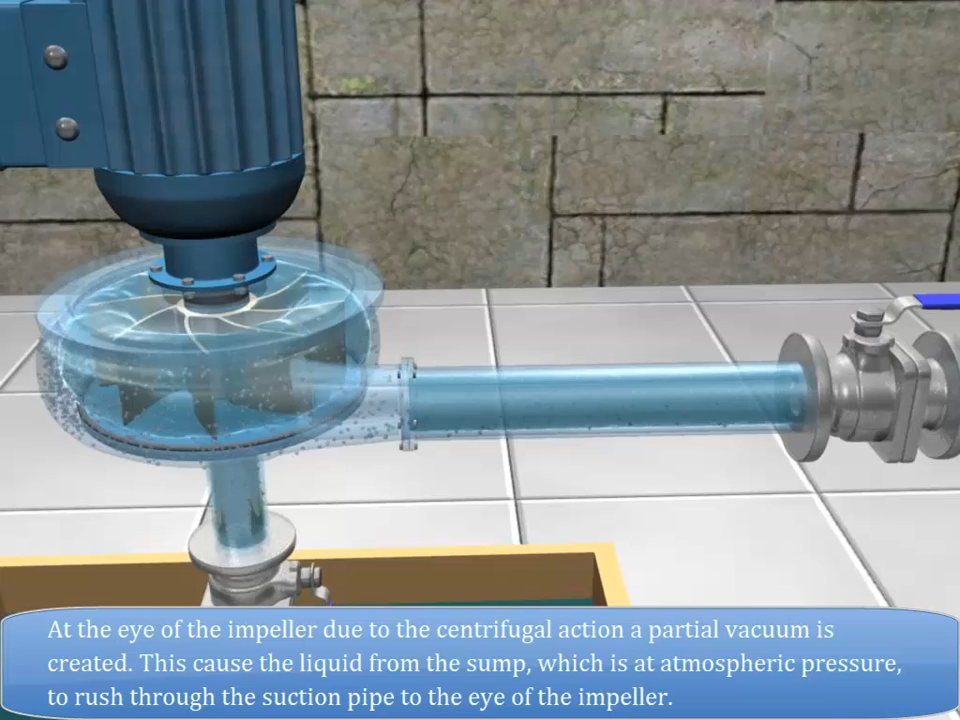 At the eye of the impeller due to the centrifugal action a partial vacuum is
created. This cause the liquid from the sump, which is at atmospheric pressure,
to rush through the suction pipe to the eye of the impeller.